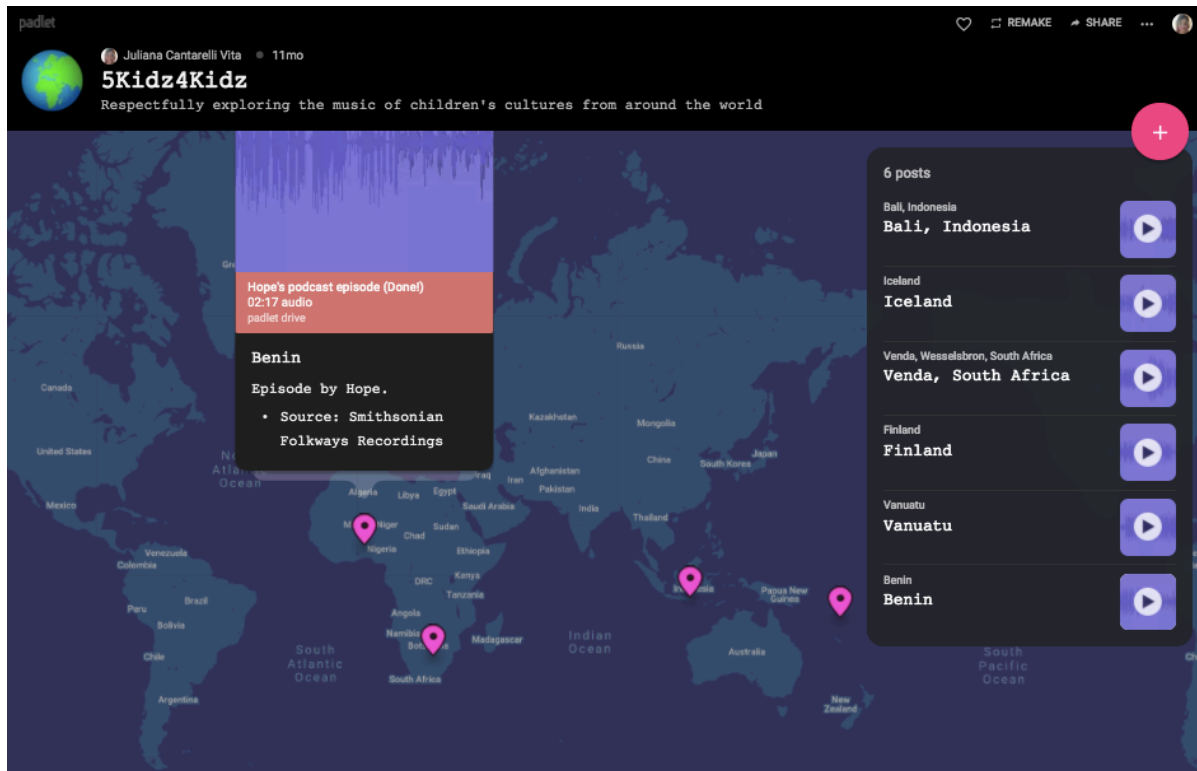 padlet
REMAKE
SHARE
Juliana Cantarelli Vita • 11mo
5Kidz4Kidz
Respectfully exploring the music of children's cultures from around the world
+
6 posts
Bali, Indonesia
Bali, Indonesia
Iceland
Iceland
Venda, Wesselsbron, South Africa
Venda, South Africa
Finland
Finland
Vanuatu
Vanuatu
Benin
Benin
Hope's podcast episode (Done!)
02:17 audio
padlet drive
Benin
Episode by Hope.
• Source: Smithsonian
Folkways Recordings
Russia
Canada
Kazakhstan
Mongolia
United States
China
South Korea
Japan
Afghanistan
Iran
Pakistan
Ocean
Algeria
Libya
Egypt
Saudi Arabia
India
Mexico
Thailand
Niger
Chad
Sudan
Nigeria
Ethiopia
Venezuela
Colombia
DRC
Kenya
Tanzania
Papua New
Guinea
Peru
Brazil
Angola
Bolivia
Namibia
Madagascar
Indian
Ocean
South
Atlantic
Ocean
Australia
South
Pacific
Ocean
Chile
South Africa
Argentina
New
Zealand